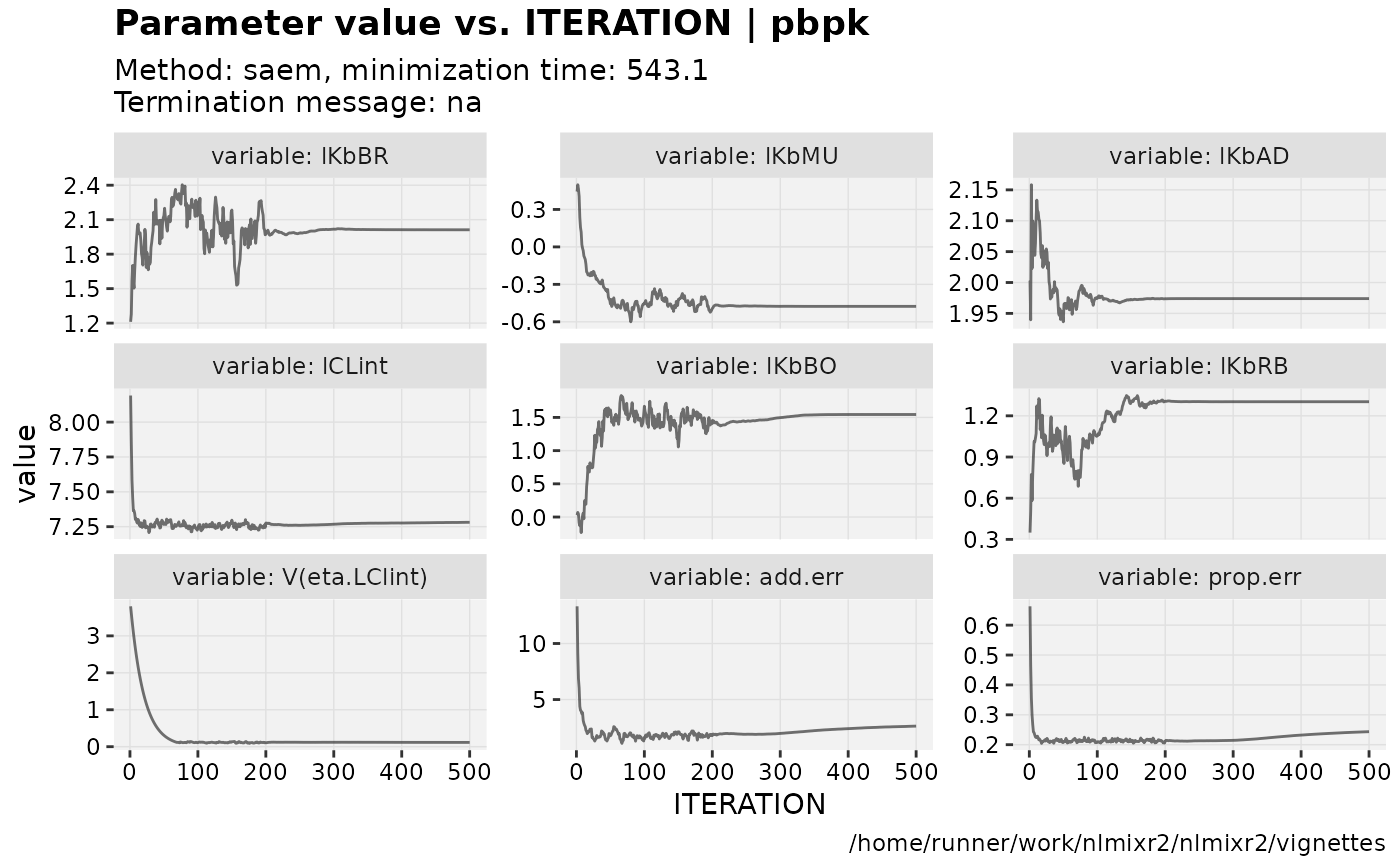 Parameter value vs. ITERATION | pbpk
Method: saem, minimization time: 543.1
Termination message: na
variable: lKbBR
variable: lKbMU
variable: lKbAD
2.4
2.1
1.8
1.5
1.2
0.3
0.0
-0.3
-0.6
2.15
2.10
2.05
2.00
1.95
variable: lCLint
variable: lKbBO
variable: lKbRB
value
8.00
7.75
7.50
7.25
1.5
1.0
0.5
0.0
1.2
0.9
0.6
0.3
variable: V(eta.LClint)
variable: add.err
variable: prop.err
3
2
1
0
10
5
0.6
0.5
0.4
0.3
0.2
0 100 200 300 400 500
0 100 200 300 400 500
0 100 200 300 400 500
ITERATION
/home/runner/work/nlmixr2/nlmixr2/vignettes